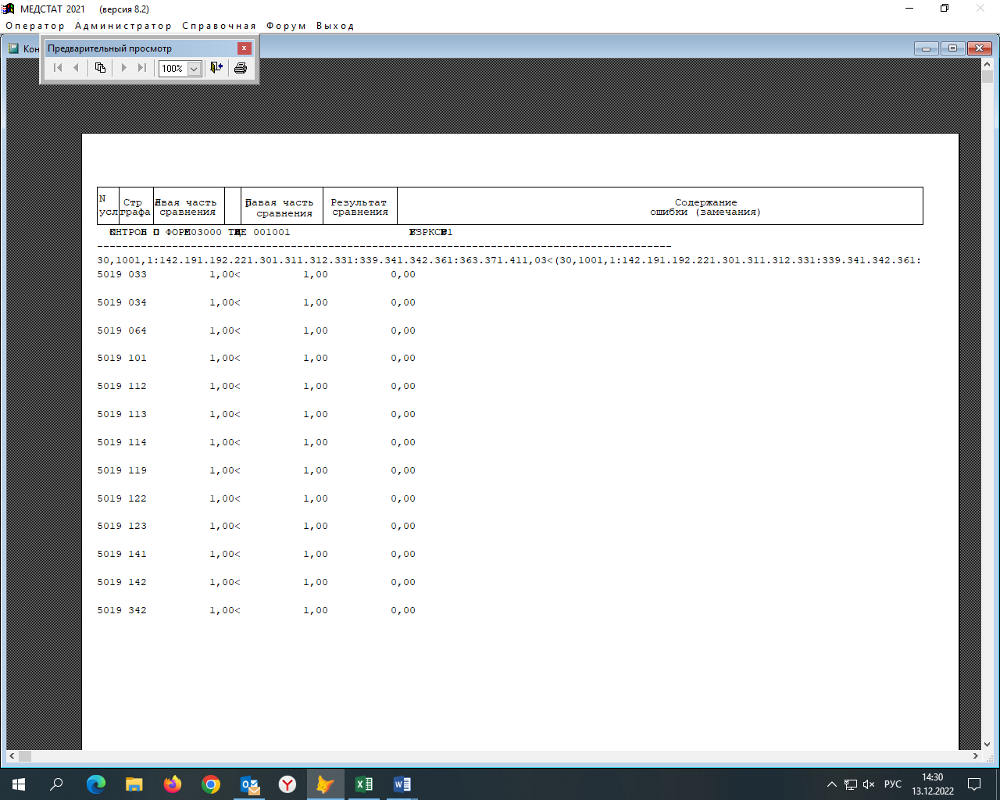 МЕДСТАТ 2021 (версия 8.2)
Оператор Администратор Справочная Форум Выход
Кон
Предварительный просмотр
100%
N усл
Стр графа
Левая часть сравнения
Правая часть сравнения
Результат сравнения
Содержание ошибки (замечания)
03000 001001
30,1001,1:142.191.192.221.301.311.312.331:339.341.342.361:363.371.411,03<(30,1001,1:142.191.192.221.301.311.312.331:339.341.342.361:
5019 033 1,00< 1,00 0,00
5019 034 1,00< 1,00 0,00
5019 064 1,00< 1,00 0,00
5019 101 1,00< 1,00 0,00
5019 112 1,00< 1,00 0,00
5019 113 1,00< 1,00 0,00
5019 114 1,00< 1,00 0,00
5019 119 1,00< 1,00 0,00
5019 122 1,00< 1,00 0,00
5019 123 1,00< 1,00 0,00
5019 141 1,00< 1,00 0,00
5019 142 1,00< 1,00 0,00
5019 342 1,00< 1,00 0,00
РУС
14:30
13.12.2022